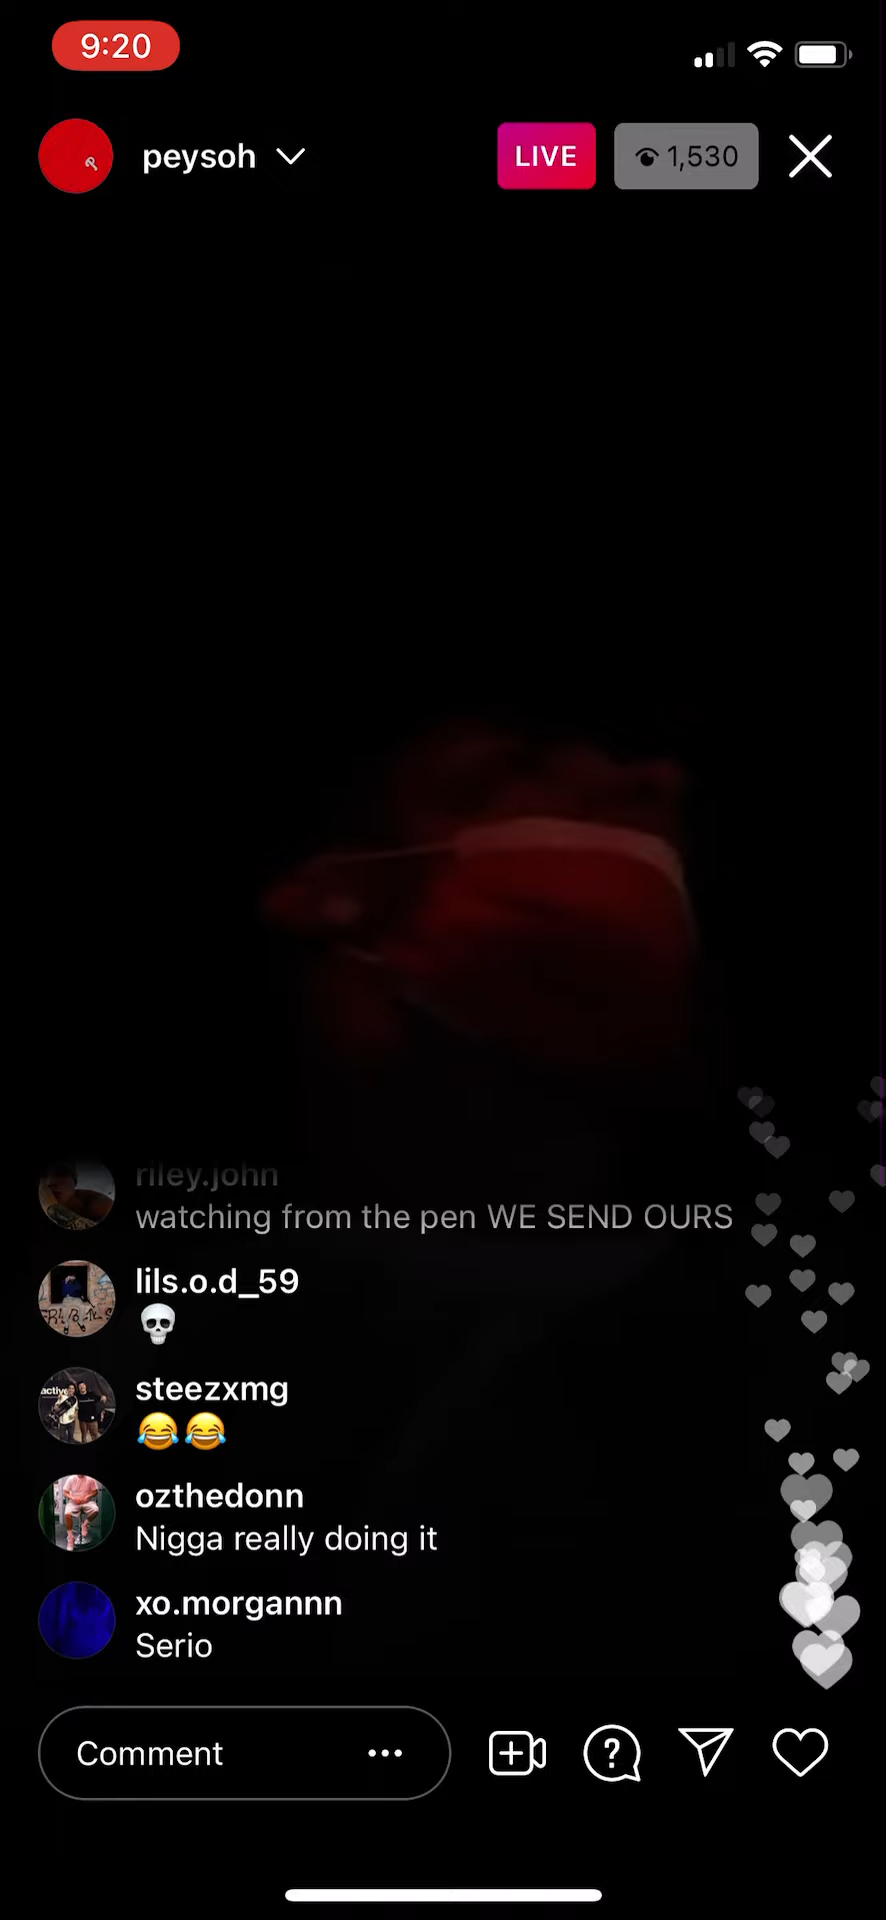 9:20
peysoh
LIVE
1,530
riley.john
watching from the pen WE SEND OURS
lils.o.d_59
💀
steezxmg
😂😂
ozthedonn
Nigga really doing it
xo.morgannn
Serio
Comment